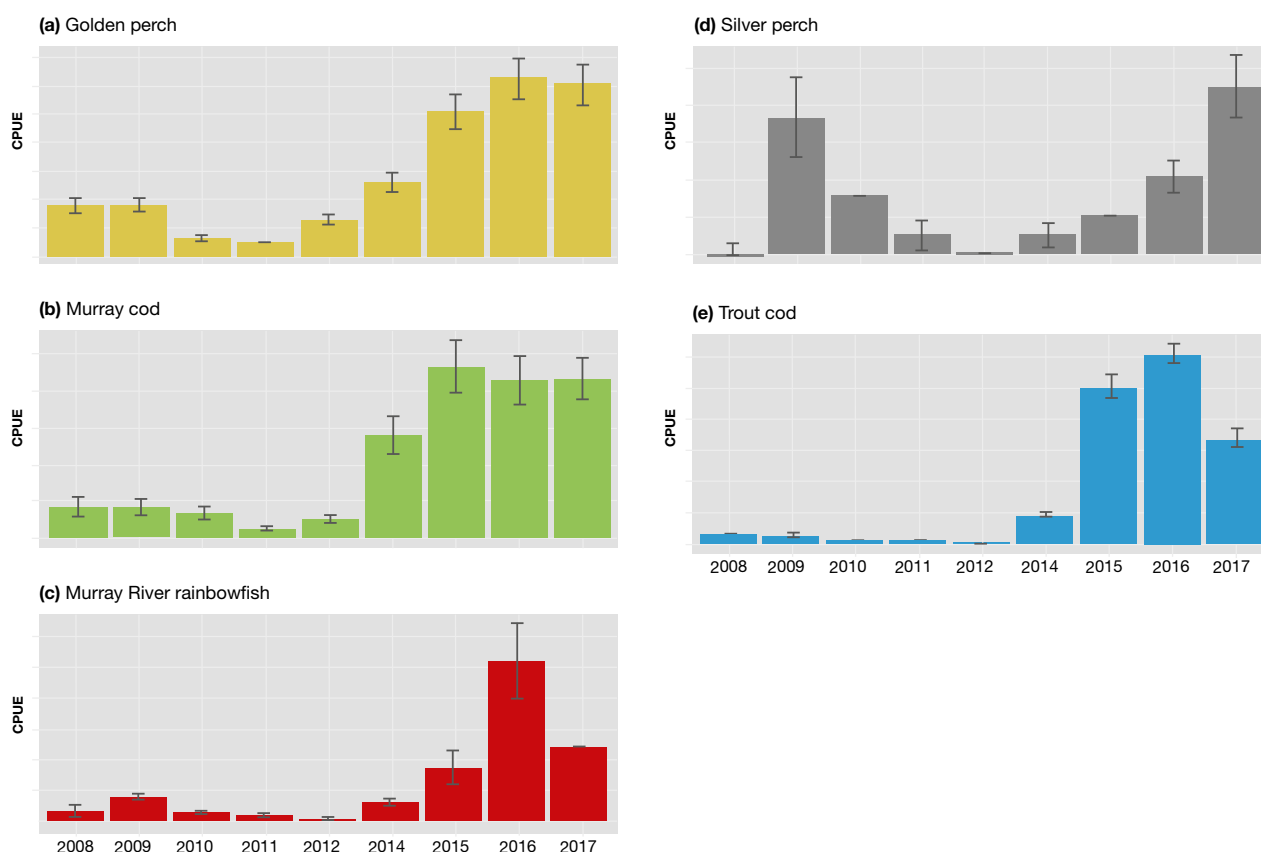 (a) Golden perch
CPUE
(b) Murray cod
CPUE
(c) Murray River rainbowfish
CPUE
2008 2009 2010 2011 2012 2014 2015 2016 2017
(d) Silver perch
CPUE
(e) Trout cod
CPUE
2008 2009 2010 2011 2012 2014 2015 2016 2017